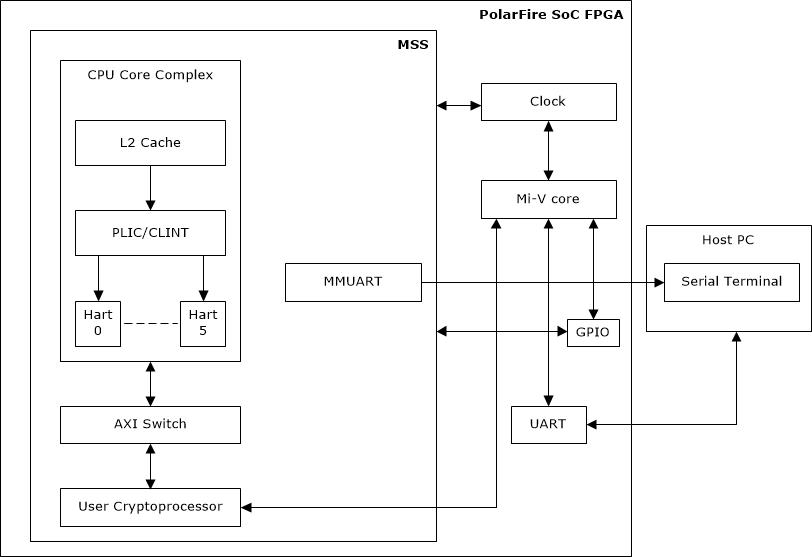 PolarFire SoC FPGA
MSS
CPU Core Complex
L2 Cache
PLIC/CLINT
Hart
0
Hart
5
AXI Switch
User Cryptoprocessor
MMUART
Clock
Mi-V core
GPIO
UART
Host PC
Serial Terminal